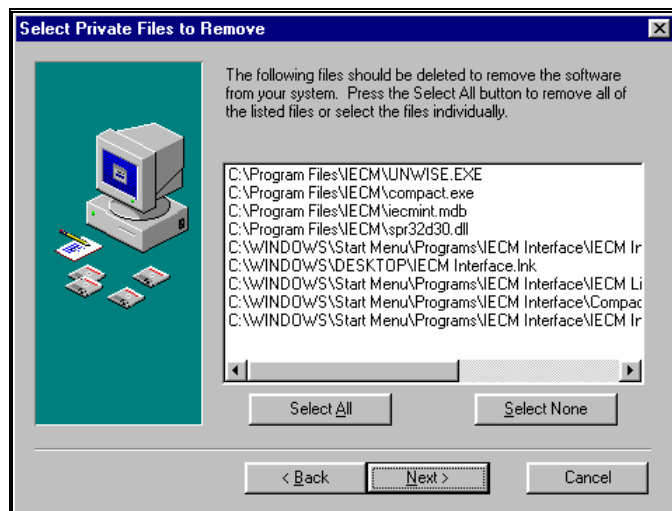 Select Private Files to Remove
The following files should be deleted to remove the software
from your system. Press the Select All button to remove all of
the listed files or select the files individually.
C:\Program Files\IECM\UNWISE.EXE
C:\Program Files\IECM\compact.exe
C:\Program Files\IECM\iecmint.mdb
C:\Program Files\IECM\spr32d30.dll
C:\WINDOWS\Start Menu\Programs\IECM Interface\IECM Ir
C:\WINDOWS\DESKTOP\IECM Interface.lnk
C:\WINDOWS\Start Menu\Programs\IECM Interface\IECM Li
C:\WINDOWS\Start Menu\Programs\IECM Interface\Compac
C:\WINDOWS\Start Menu\Programs\IECM Interface\IECM Ir
Select All
Select None
< Back
Next >
Cancel